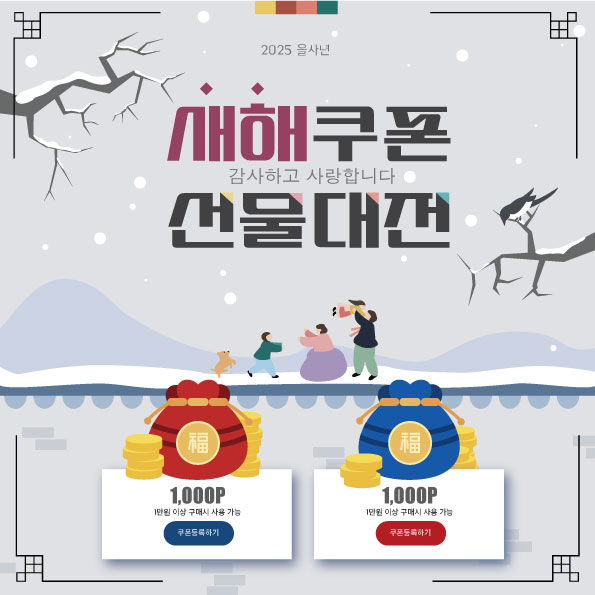 2025 을사년
새해쿠폰
감사하고 사랑합니다
선물대전
福
福
1,000P
1만원 이상 구매시 사용 가능
쿠폰등록하기
1,000P
1만원 이상 구매시 사용 가능
쿠폰등록하기